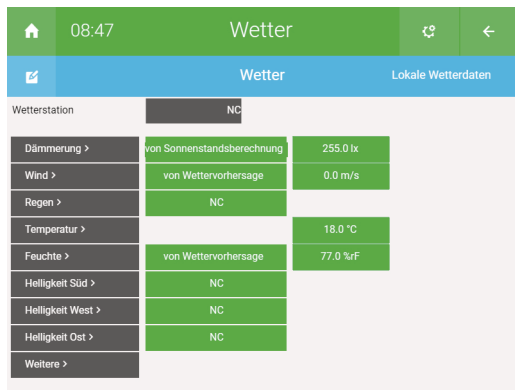 08:47 Wetter
Wetter Lokale Wetterdaten
Wetterstation NC
Dämmerung > von Sonnenstandsberechnung 255.0 lx
Wind > von Wettervorhersage 0.0 m/s
Regen > NC
Temperatur > 18.0 °C
Feuchte > von Wettervorhersage 77.0 %rF
Helligkeit Süd > NC
Helligkeit West > NC
Helligkeit Ost > NC
Weitere >